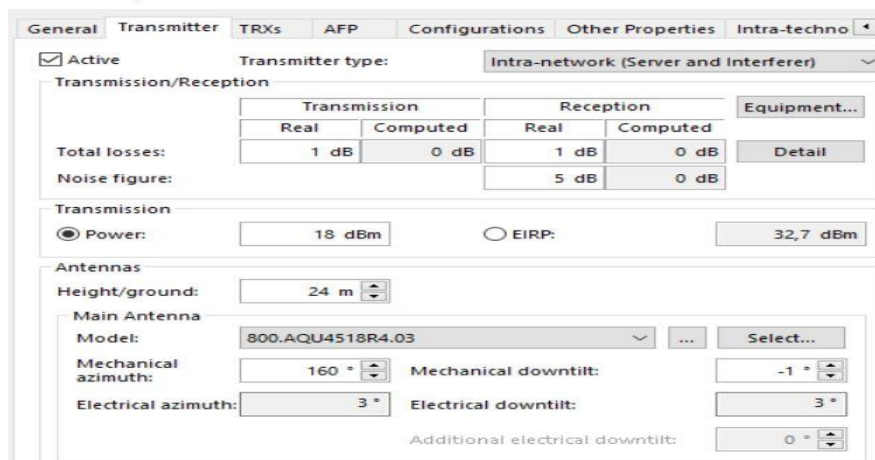 General Transmitter TRXs AFP Configurations Other Properties Intra-techno
Active Transmitter type: Intra-network (Server and Interferer)
Transmission/Reception
Transmission Reception Equipment...
Real Computed Real Computed
Total losses: 1 dB 0 dB 1 dB 0 dB Detail
Noise figure: 5 dB 0 dB
Transmission
Power: 18 dBm EIRP: 32,7 dBm
Antennas
Height/ground: 24 m
Main Antenna
Model: 800.AQU4518R4.03 ... Select...
Mechanical azimuth: 160 ° Mechanical downtilt: -1 °
Electrical azimuth: 3 ° Electrical downtilt: 3 °
Additional electrical downtilt: 0 °